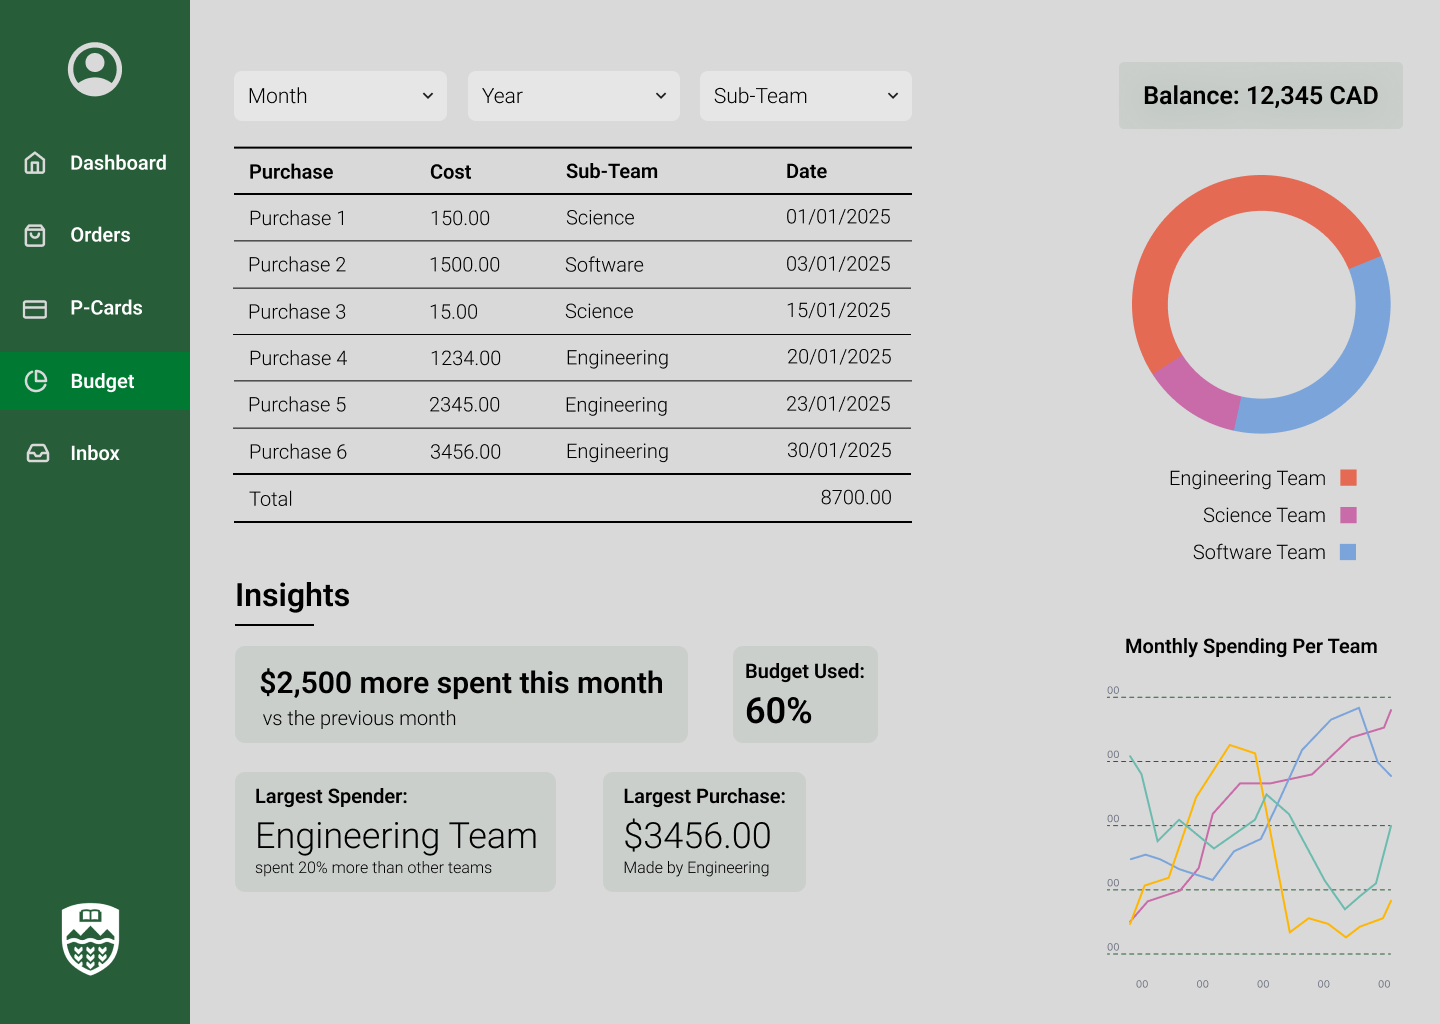 Dashboard
Orders
P-Cards
Budget
Inbox
Month
Year
Sub-Team
Purchase Cost Sub-Team Date
Purchase 1 150.00 Science 01/01/2025
Purchase 2 1500.00 Software 03/01/2025
Purchase 3 15.00 Science 15/01/2025
Purchase 4 1234.00 Engineering 20/01/2025
Purchase 5 2345.00 Engineering 23/01/2025
Purchase 6 3456.00 Engineering 30/01/2025
Total 8700.00
Insights
$2,500 more spent this month
vs the previous month
Budget Used:
60%
Largest Spender:
Engineering Team
spent 20% more than other teams
Largest Purchase:
$3456.00
Made by Engineering
Balance: 12,345 CAD
Engineering Team
Science Team
Software Team
Monthly Spending Per Team
00
00
00
00
00
00 00 00 00 00